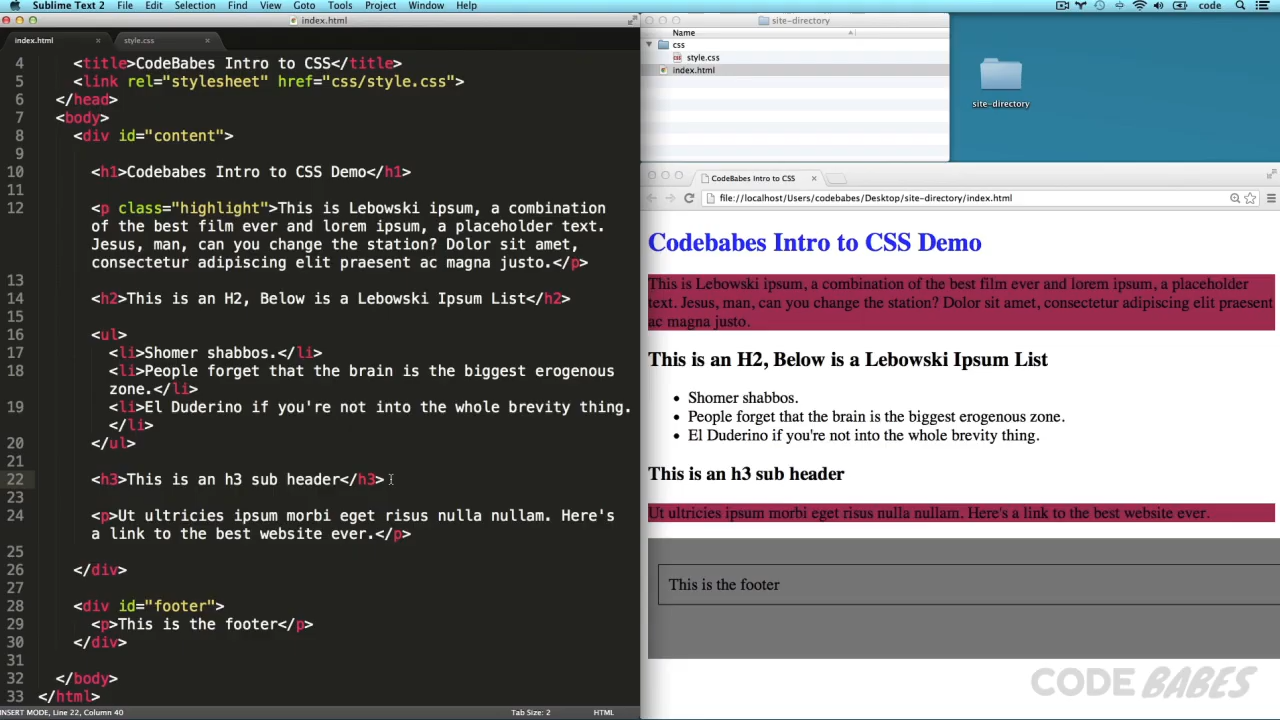 Sublime Text 2 File Edit Selection Find View Goto Tools Project Window Help code
index.html
index.html style.css
4 <title>CodeBabes Intro to CSS</title>
5 <link rel="stylesheet" href="css/style.css">
6 </head>
7 <body>
8 <div id="content">
9
10 <h1>Codebabes Intro to CSS Demo</h1>
11
12 <p class="highlight">This is Lebowski ipsum, a combination
of the best film ever and lorem ipsum, a placeholder text.
Jesus, man, can you change the station? Dolor sit amet,
consectetur adipiscing elit praesent ac magna justo.</p>
13
14 <h2>This is an H2, Below is a Lebowski Ipsum List</h2>
15
16 <ul>
17 <li>Shomer shabbos.</li>
18 <li>People forget that the brain is the biggest erogenous
zone.</li>
19 <li>El Duderino if you're not into the whole brevity thing.
</li>
20 </ul>
21
22 <h3>This is an h3 sub header</h3>
23
24 <p>Ut ultricies ipsum morbi eget risus nulla nullam. Here's
a link to the best website ever.</p>
25
26 </div>
27
28 <div id="footer">
29 <p>This is the footer</p>
30 </div>
31
32 </body>
33 </html>
INSERT MODE, Line 22, Column 40 Tab Size: 2 HTML
site-directory
Name
css
style.css
index.html
site-directory
CodeBabes Intro to CSS
file://localhost/Users/codebabes/Desktop/site-directory/index.html
Codebabes Intro to CSS Demo
This is Lebowski ipsum, a combination of the best film ever and lorem ipsum, a placeholder
text. Jesus, man, can you change the station? Dolor sit amet, consectetur adipiscing elit praesent
ac magna justo.
This is an H2, Below is a Lebowski Ipsum List
• Shomer shabbos.
• People forget that the brain is the biggest erogenous zone.
• El Duderino if you're not into the whole brevity thing.
This is an h3 sub header
Ut ultricies ipsum morbi eget risus nulla nullam. Here's a link to the best website ever.
This is the footer
CODE BABES